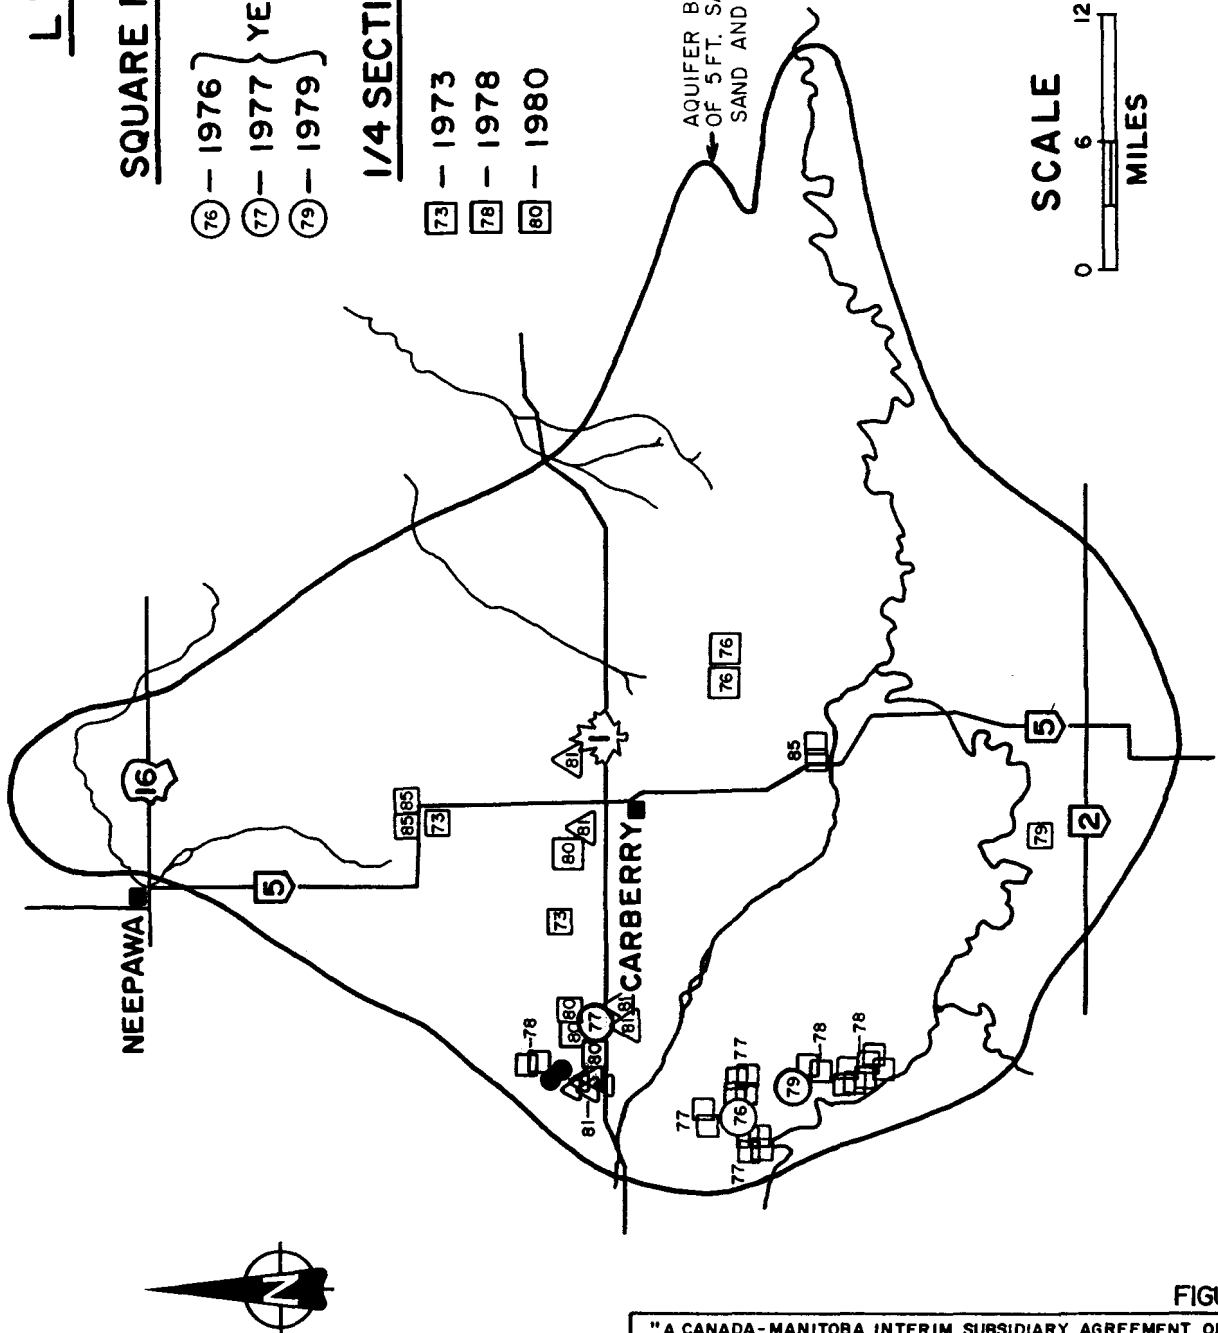 L
SQUARE
76 — 1976
77 — 1977
79 — 1979
YE
1/4 SECTI
73 — 1973
78 — 1978
80 — 1980
AQUIFER B
OF 5 FT. SA
SAND AND
SCALE
0 6 12
MILES
NEEPAWA
16
5
85 85
73
81
1
81
80
73
CARBERRY
80
80
77
81
81
80
78
81
76 76
85
77
77
76
77
79
78
78
5
79
2
N
FIGU
"A CANADA-MANITOBA INTERIM SUBSIDIARY AGREEMENT O